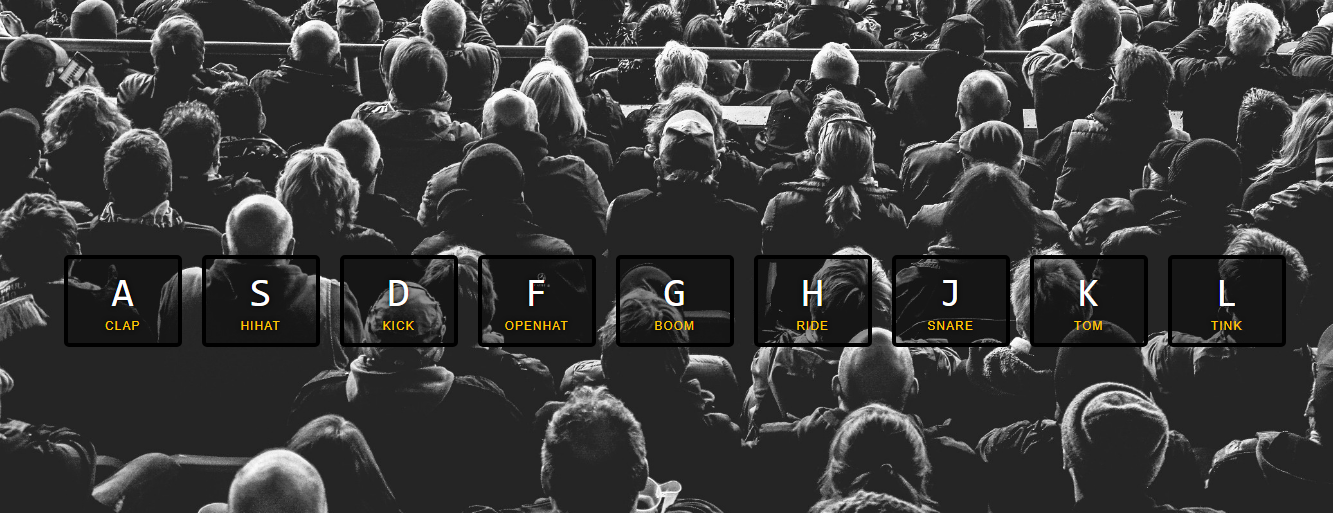 A S D F G H J K L
CLAP HIHAT KICK OPENHAT BOOM RIDE SNARE TOM TINK